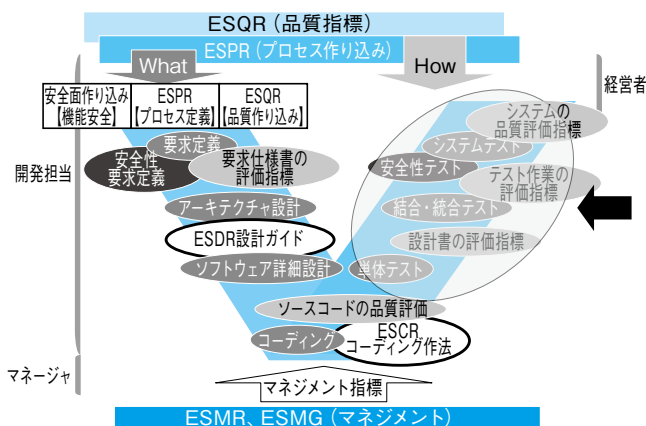 ESQR（品質指標）
ESPR（プロセス作り込み）
What
How
経営者
安全面作り込み
【機能安全】
ESPR
【プロセス定義】
ESQR
【品質作り込み】
システムの
品質評価指標
要求定義
システムテスト
開発担当
安全性
要求定義
要求仕様書の
評価指標
安全性テスト
テスト作業の
評価指標
アーキテクチャ設計
結合・統合テスト
ESDR設計ガイド
設計書の評価指標
ソフトウェア詳細設計
単体テスト
ソースコードの品質評価
コーディング
ESCR
コーディング作法
マネージャ
マネジメント指標
ESMR、ESMG（マネジメント）